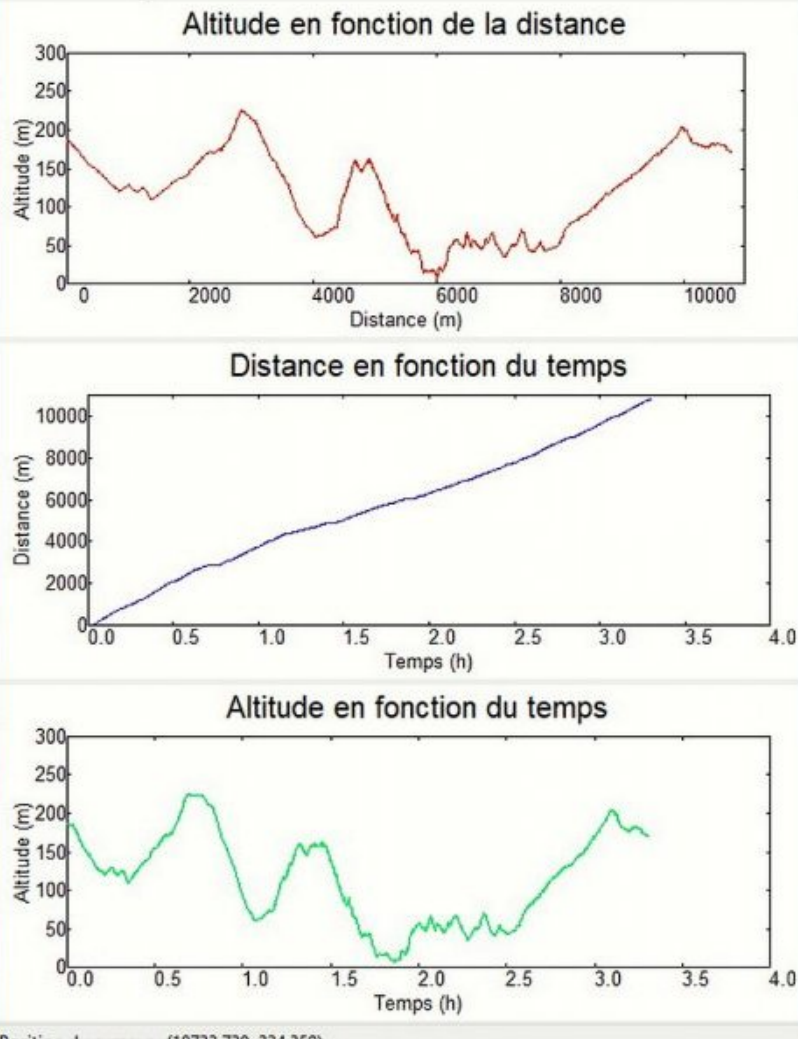 Altitude en fonction de la distance
300
250
200
150
100
50
0
Altitude (m)
0 2000 4000 6000 8000 10000
Distance (m)
Distance en fonction du temps
10000
8000
6000
4000
2000
0
Distance (m)
0.0 0.5 1.0 1.5 2.0 2.5 3.0 3.5 4.0
Temps (h)
Altitude en fonction du temps
300
250
200
150
100
50
0
Altitude (m)
0.0 0.5 1.0 1.5 2.0 2.5 3.0 3.5 4.0
Temps (h)